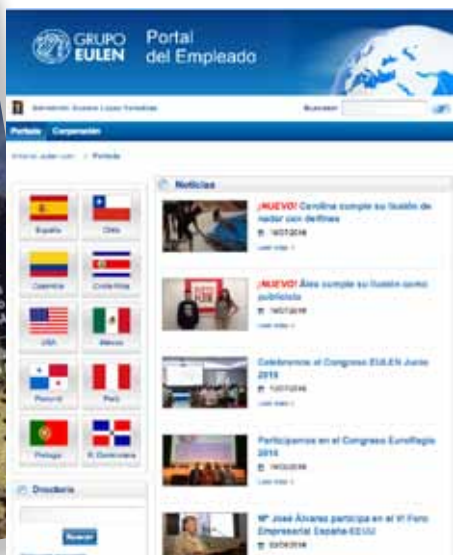 GRUPO
EULEN
Portal
del Empleado
Buscador
Portada Corporación
Portada
España
Chile
Colombia
Costa Rica
USA
México
Panamá
Perú
Portugal
R. Dominicana
Directorio
Buscar
Noticias
¡NUEVO! Carolina cumple su ilusión de
nadar con delfines
Leer más
¡NUEVO! Álex cumple su ilusión como
publicista
Leer más
Celebramos el Congreso EULEN Junio
2016
Leer más
Participamos en el Congreso EuroRegio
2016
Leer más
Mª José Álvarez participa en el VI Foro
Empresarial España-EEUU